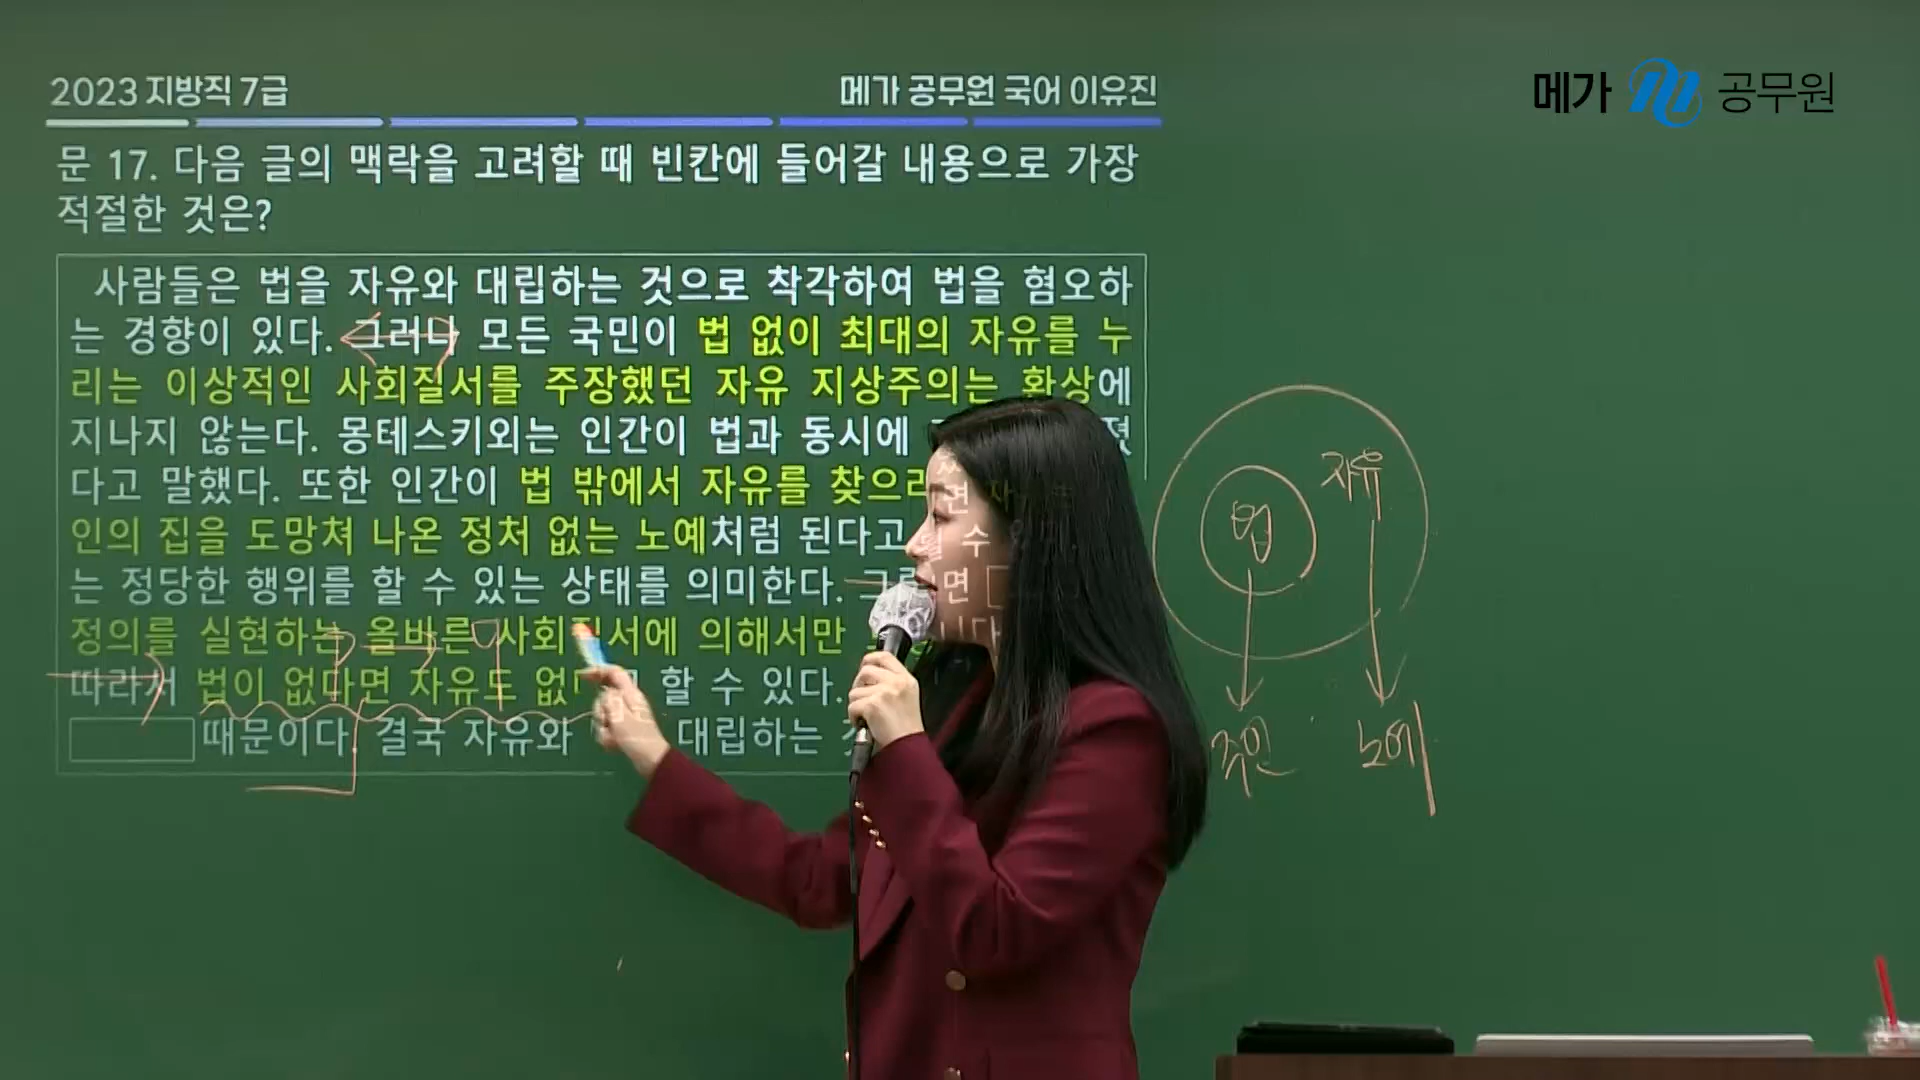 2023 지방직 7급
메가 공무원 국어 이유진
메가 공무원
문 17. 다음 글의 맥락을 고려할 때 빈칸에 들어갈 내용으로 가장
적절한 것은?
사람들은 법을 자유와 대립하는 것으로 착각하여 법을 혐오하
는 경향이 있다. 그러나 모든 국민이 법 없이 최대의 자유를 누
리는 이상적인 사회질서를 주장했던 자유 지상주의는 환상에
지나지 않는다. 몽테스키외는 인간이 법과 동시에
다고 말했다. 또한 인간이 법 밖에서 자유를 찾으려 면
인의 집을 도망쳐 나온 정처 없는 노예처럼 된다고 수
는 정당한 행위를 할 수 있는 상태를 의미한다. 면
정의를 실현하는 올바른 사회질서에 의해서만
따라서 법이 없다면 자유도 없다고 할 수 있다.
때문이다. 결국 자유와 대립하는
자유
법
주인
노예